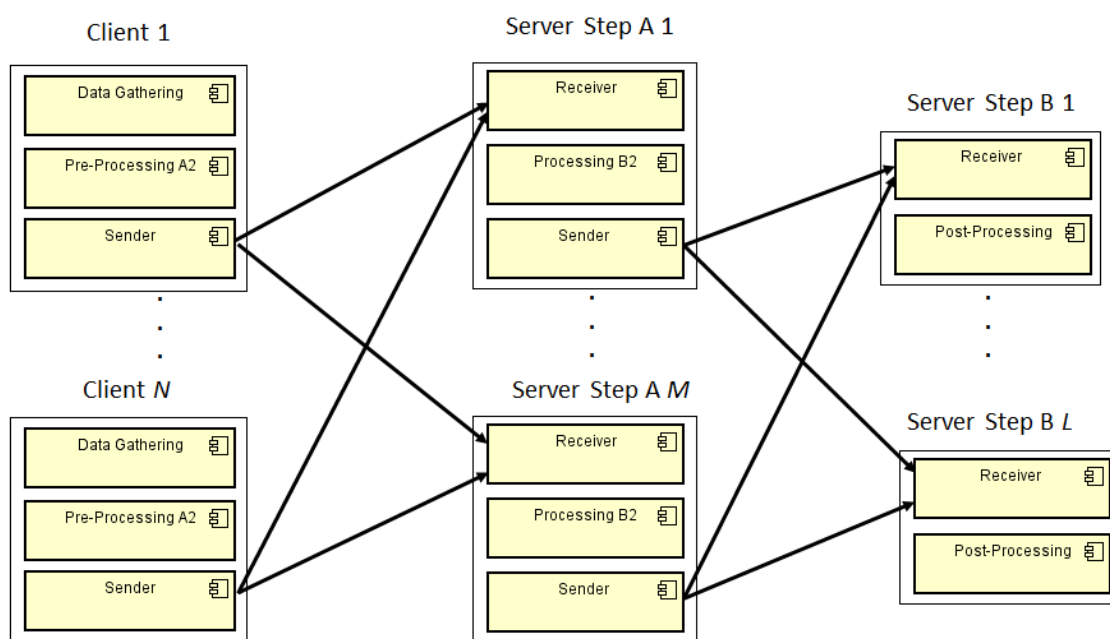 Client 1
Data Gathering
Pre-Processing A2
Sender
Client N
Data Gathering
Pre-Processing A2
Sender
Server Step A 1
Receiver
Processing B2
Sender
Server Step A M
Receiver
Processing B2
Sender
Server Step B 1
Receiver
Post-Processing
Server Step B L
Receiver
Post-Processing